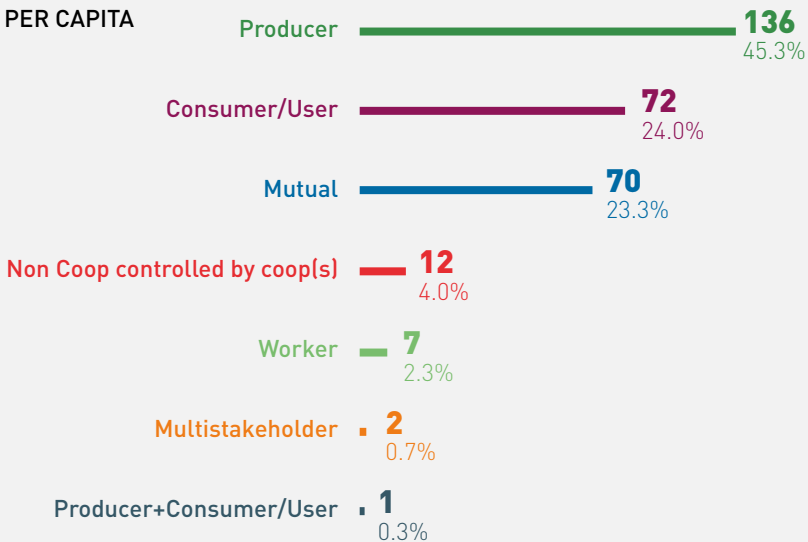 PER CAPITA
Producer 136
45.3%
Consumer/User 72
24.0%
Mutual 70
23.3%
Non Coop controlled by coop(s) 12
4.0%
Worker 7
2.3%
Multistakeholder 2
0.7%
Producer+Consumer/User 1
0.3%